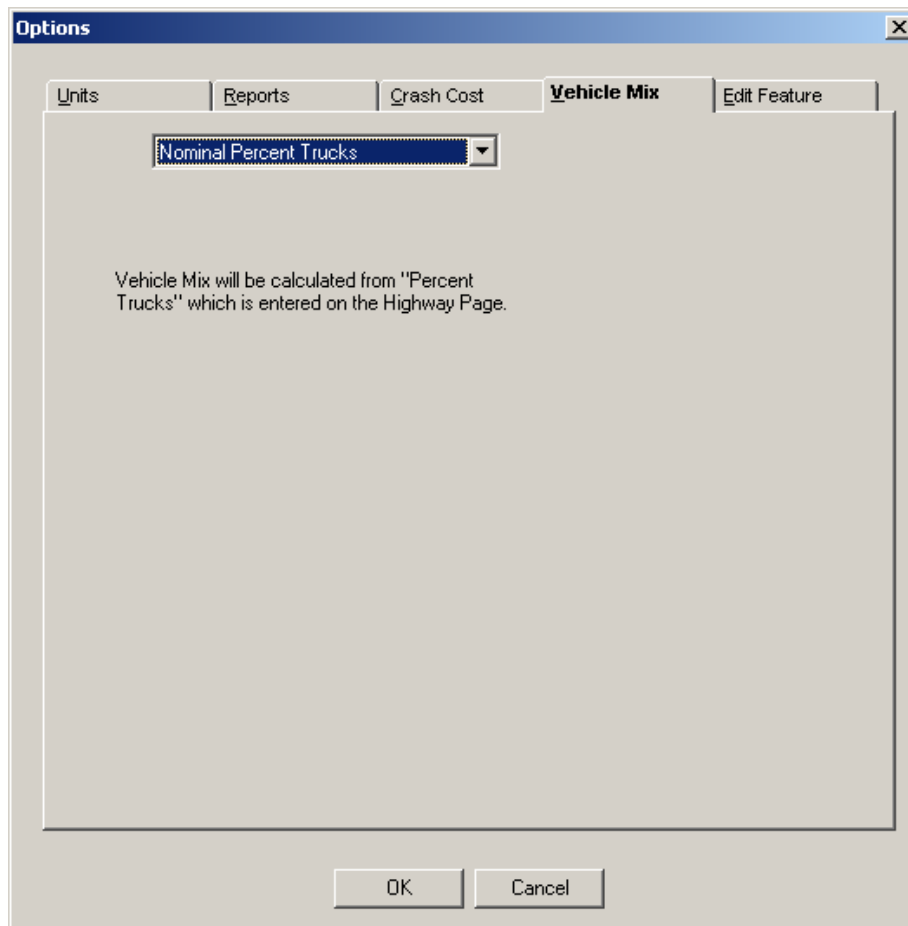 Options
Units Reports Crash Cost Vehicle Mix Edit Feature
Nominal Percent Trucks
Vehicle Mix will be calculated from "Percent
Trucks" which is entered on the Highway Page.
OK Cancel